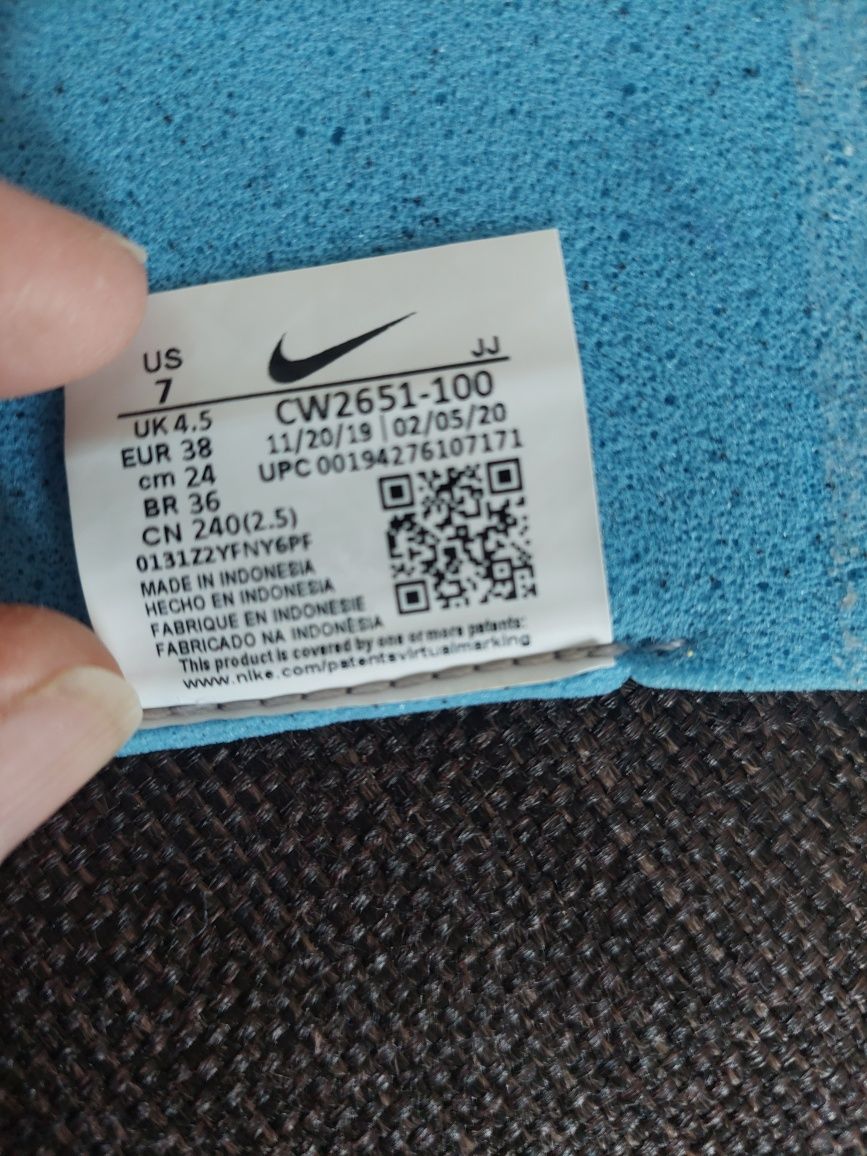 US
7
JJ
UK 4.5
EUR 38
cm 24
BR 36
CN 240(2.5)
CW2651-100
11/20/19 | 02/05/20
UPC 00194276107171
0131Z2YFNY6PF
MADE IN INDONESIA
HECHO EN INDONESIA
FABRIQUE EN INDONESIE
FABRICADO NA INDONÉSIA
This product is covered by one or more patents:
www.nike.com/patentsvirtualmarking